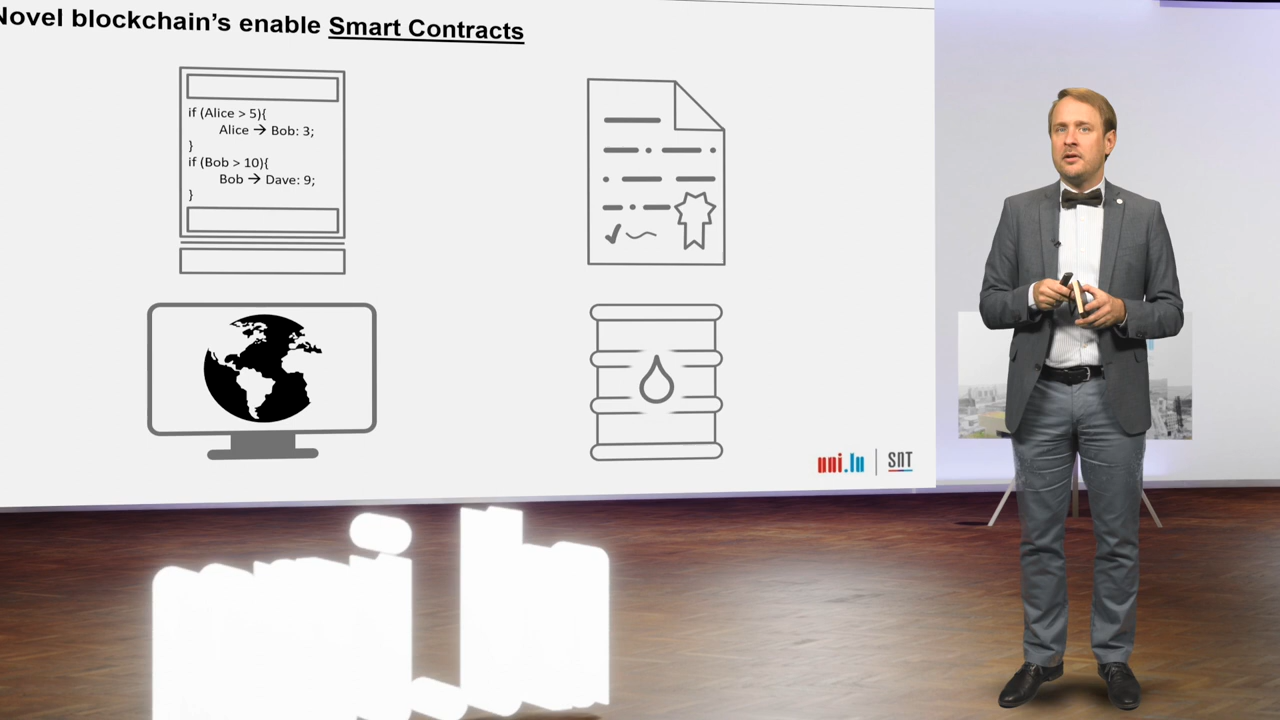 Novel blockchain's enable Smart Contracts
if (Alice > 5){
Alice → Bob: 3;
}
if (Bob > 10){
Bob → Dave: 9;
}
uni.lu
SNT